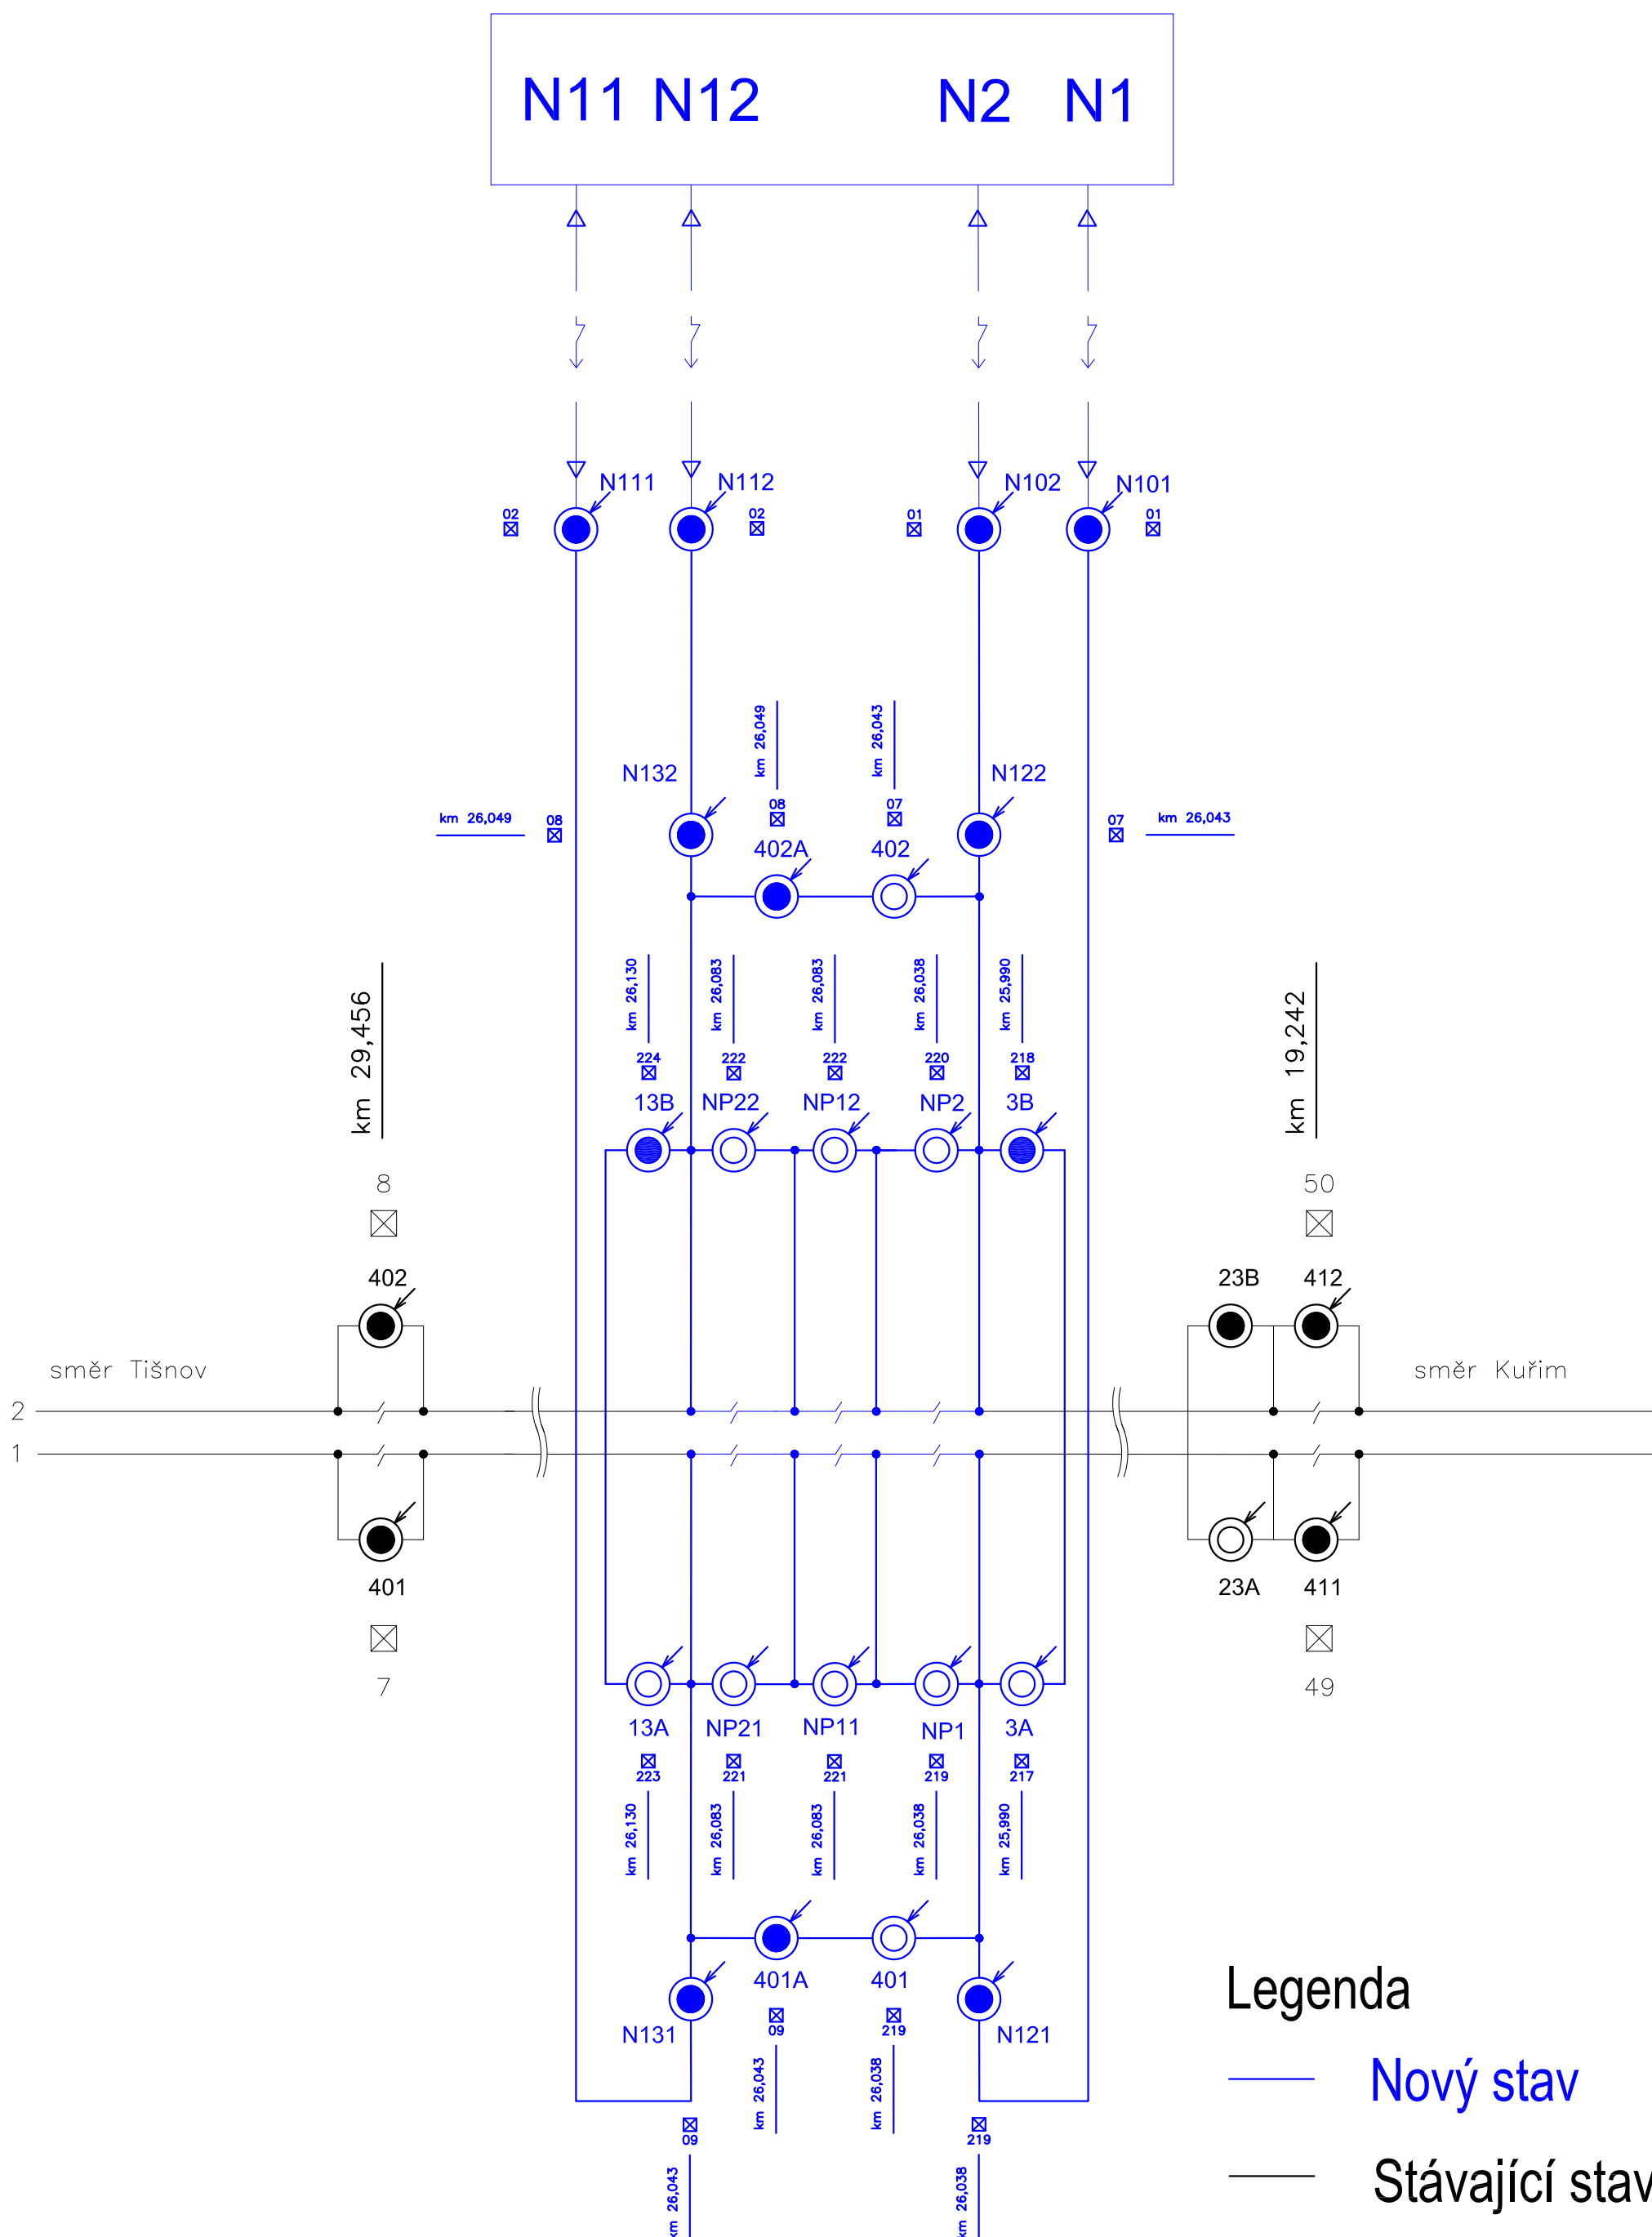 N11 N12 N2 N1
N111 N112 N102 N101
02 02 01 01
km 26,049 km 26,043
N132 N122
km 26,049 08 08 07 07 km 26,043
402A 402
km 26,130 km 26,083 km 26,083 km 26,038 km 25,990
km 29,456 km 19,242
224 222 222 220 218
13B NP22 NP12 NP2 3B
8 50
402 23B 412
směr Tišnov směr Kuřim
2
1
401 23A 411
7 49
13A NP21 NP11 NP1 3A
223 221 221 219 217
km 26,130 km 26,083 km 26,083 km 26,038 km 25,990
401A 401
N131 09 219 N121
km 26,043 km 26,038
09 219
km 26,043 km 26,038
Legenda
Nový stav
Stávající stav